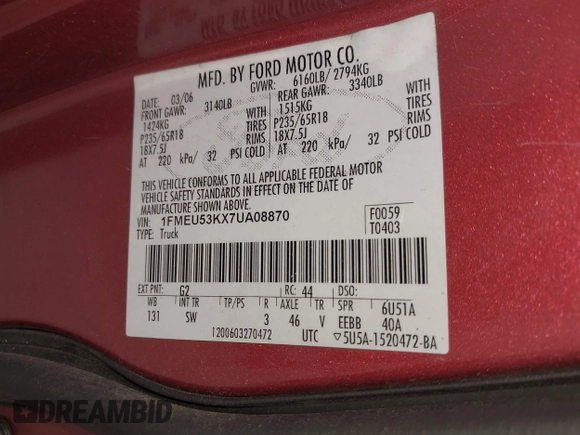 MFD. BY FORD MOTOR CO.
DATE: 03/06 GVWR: 6160LB/ 2794KG
FRONT GAWR: 3140LB REAR GAWR: 3340LB
1424KG WITH 1515KG WITH
P235/65R18 TIRES P235/65R18 TIRES
18X7.5J RIMS 18X7.5J RIMS
AT 220 kPa/ 32 PSI COLD AT 220 kPa/ 32 PSI COLD
THIS VEHICLE CONFORMS TO ALL APPLICABLE FEDERAL MOTOR
VEHICLE SAFETY STANDARDS IN EFFECT ON THE DATE OF
MANUFACTURE SHOWN ABOVE.
VIN: 1FMEU53KX7UA08870 F0059
TYPE: Truck T0403
EXT PNT: G2 RC: 44 DSO:
WB INT TR TP/PS R AXLE TR SPR 6U51A
131 SW 3 46 V EEBB 40A
1200603270472 UTC ▽5U5A-1520472-BA
DREAMBID